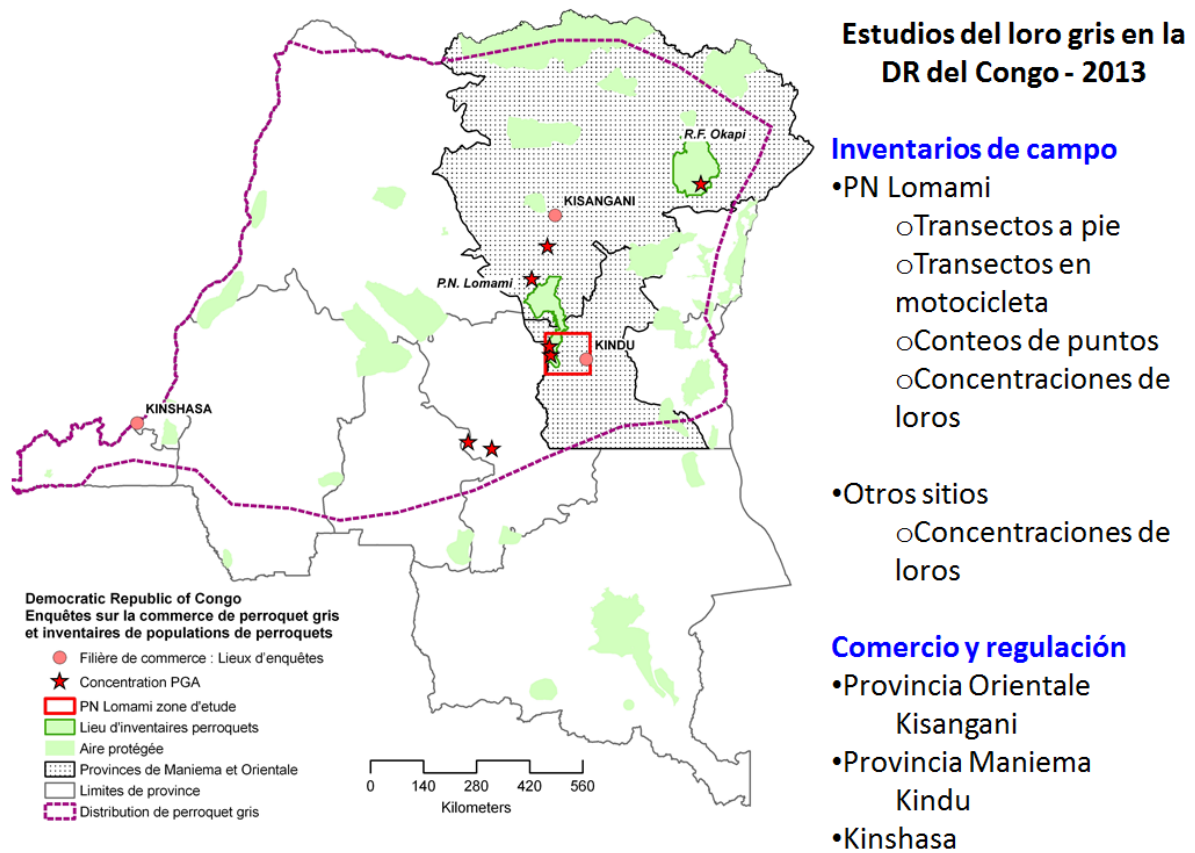 Estudios del loro gris en la
DR del Congo - 2013
Inventarios de campo
•PN Lomami
oTransectos a pie
oTransectos en
motocicleta
oConteos de puntos
oConcentraciones de
loros
•Otros sitios
oConcentraciones de
loros
Comercio y regulación
•Provincia Orientale
Kisangani
•Provincia Maniema
Kindu
•Kinshasa
R.F. Okapi
KISANGANI
P.N. Lomami
KINDU
KINSHASA
Democratic Republic of Congo
Enquêtes sur la commerce de perroquet gris
et inventaires de populations de perroquets
Filière de commerce : Lieux d'enquêtes
Concentration PGA
PN Lomami zone d'etude
Lieu d'inventaires perroquets
Aire protégée
Provinces de Maniema et Orientale
Limites de province
Distribution de perroquet gris
0 140 280 420 560
Kilometers